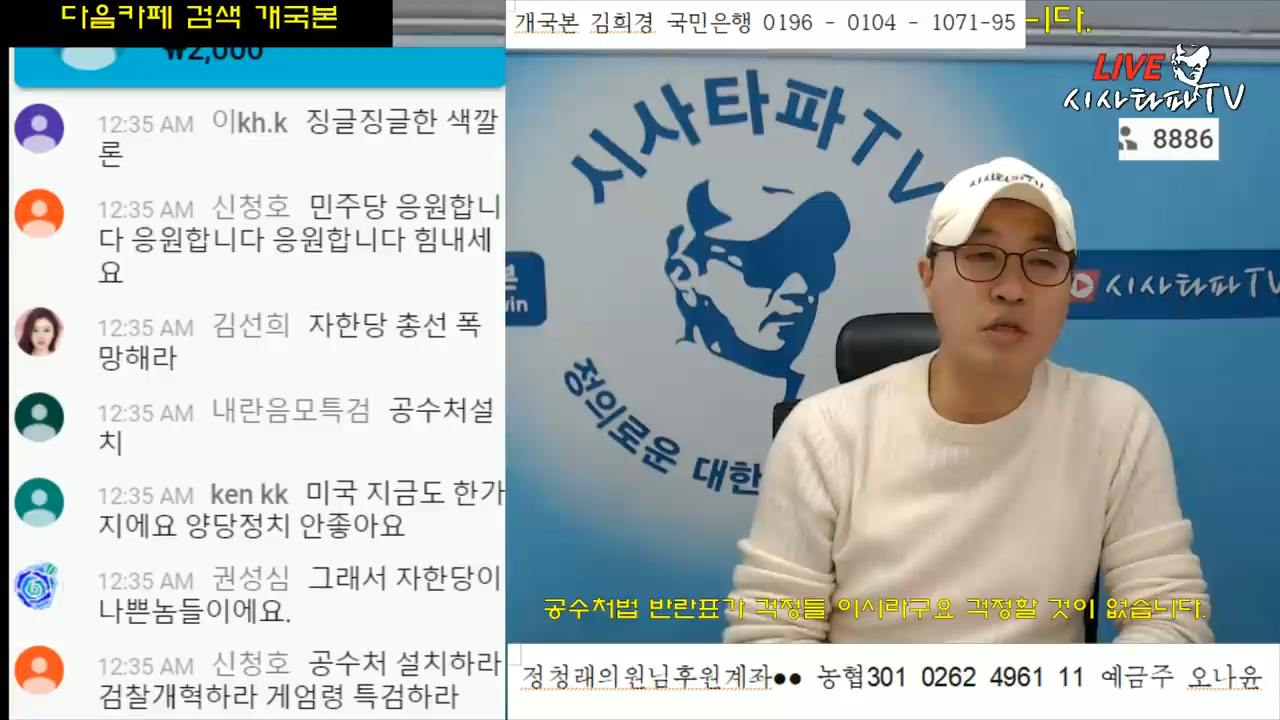 다음카페 검색 개국본
₩2,000
12:35 AM 이kh.k 징글징글한 색깔
론
12:35 AM 신청호 민주당 응원합니
다 응원합니다 응원합니다 힘내세
요
12:35 AM 김선희 자한당 총선 폭
망해라
12:35 AM 내란음모특검 공수처설
치
12:35 AM ken kk 미국 지금도 한가
지에요 양당정치 안좋아요
12:35 AM 권성심 그래서 자한당이
나쁜놈들이에요.
12:35 AM 신청호 공수처 설치하라
검찰개혁하라 게엄령 특검하라
개국본 김희경 국민은행 0196 - 0104 - 1071-95
니다.
LIVE
시사타파TV
8886
시사타파TV
시사타파TV
본
win
시사타파TV
정의로운 대한
공수처법 반란표가 걱정들 이시라구요 걱정할 것이 없습니다.
정청래의원님후원계좌●● 농협301 0262 4961 11 예금주 오나윤